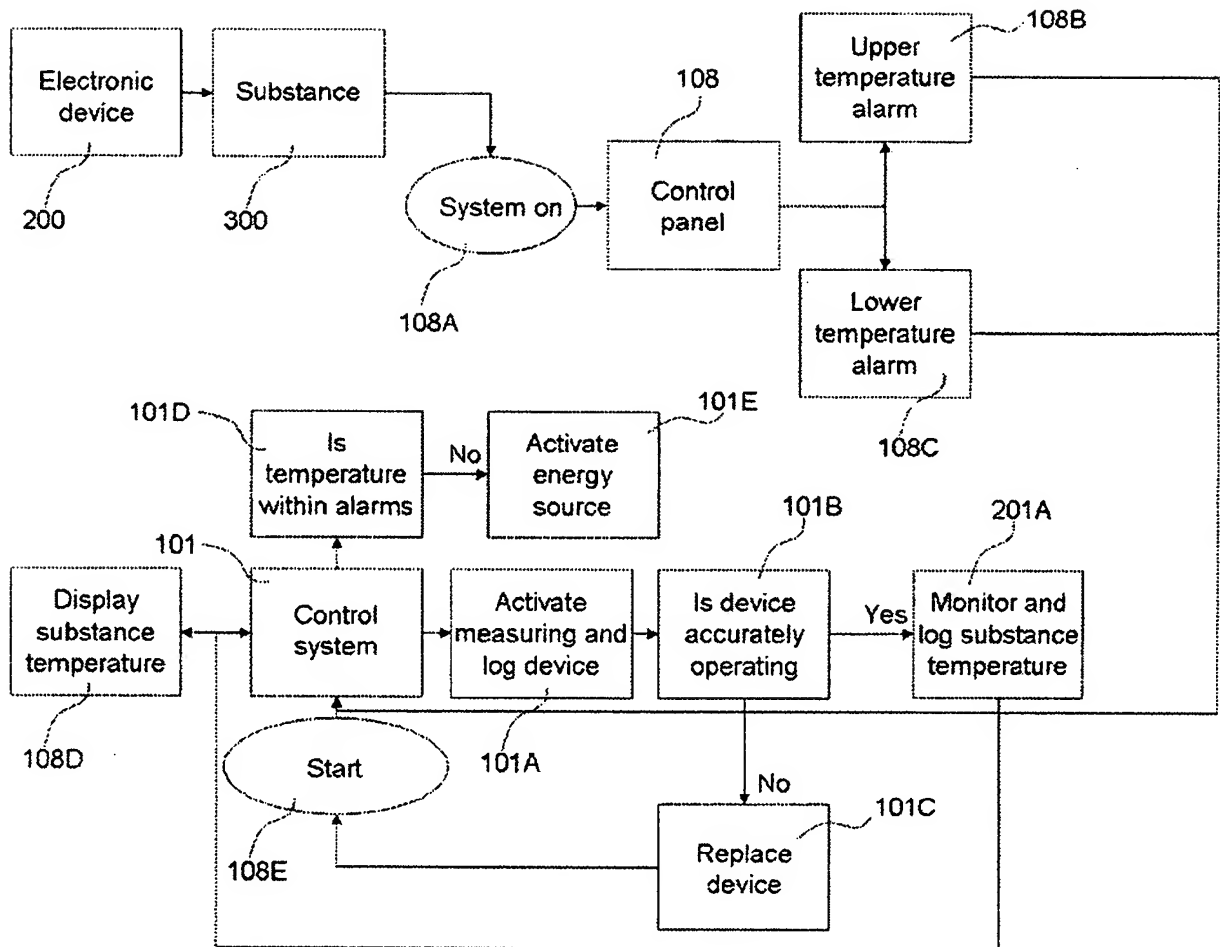 Electronic
device
200
Substance
300
System on
108A
108
Control
panel
Upper
temperature
alarm
108B
Lower
temperature
alarm
108C
101D
Is
temperature
within alarms
No
101E
Activate
energy
source
101
Display
substance
temperature
108D
Control
system
Activate
measuring and
log device
101A
101B
Is device
accurately
operating
Yes
201A
Monitor and
log substance
temperature
Start
108E
No
101C
Replace
device